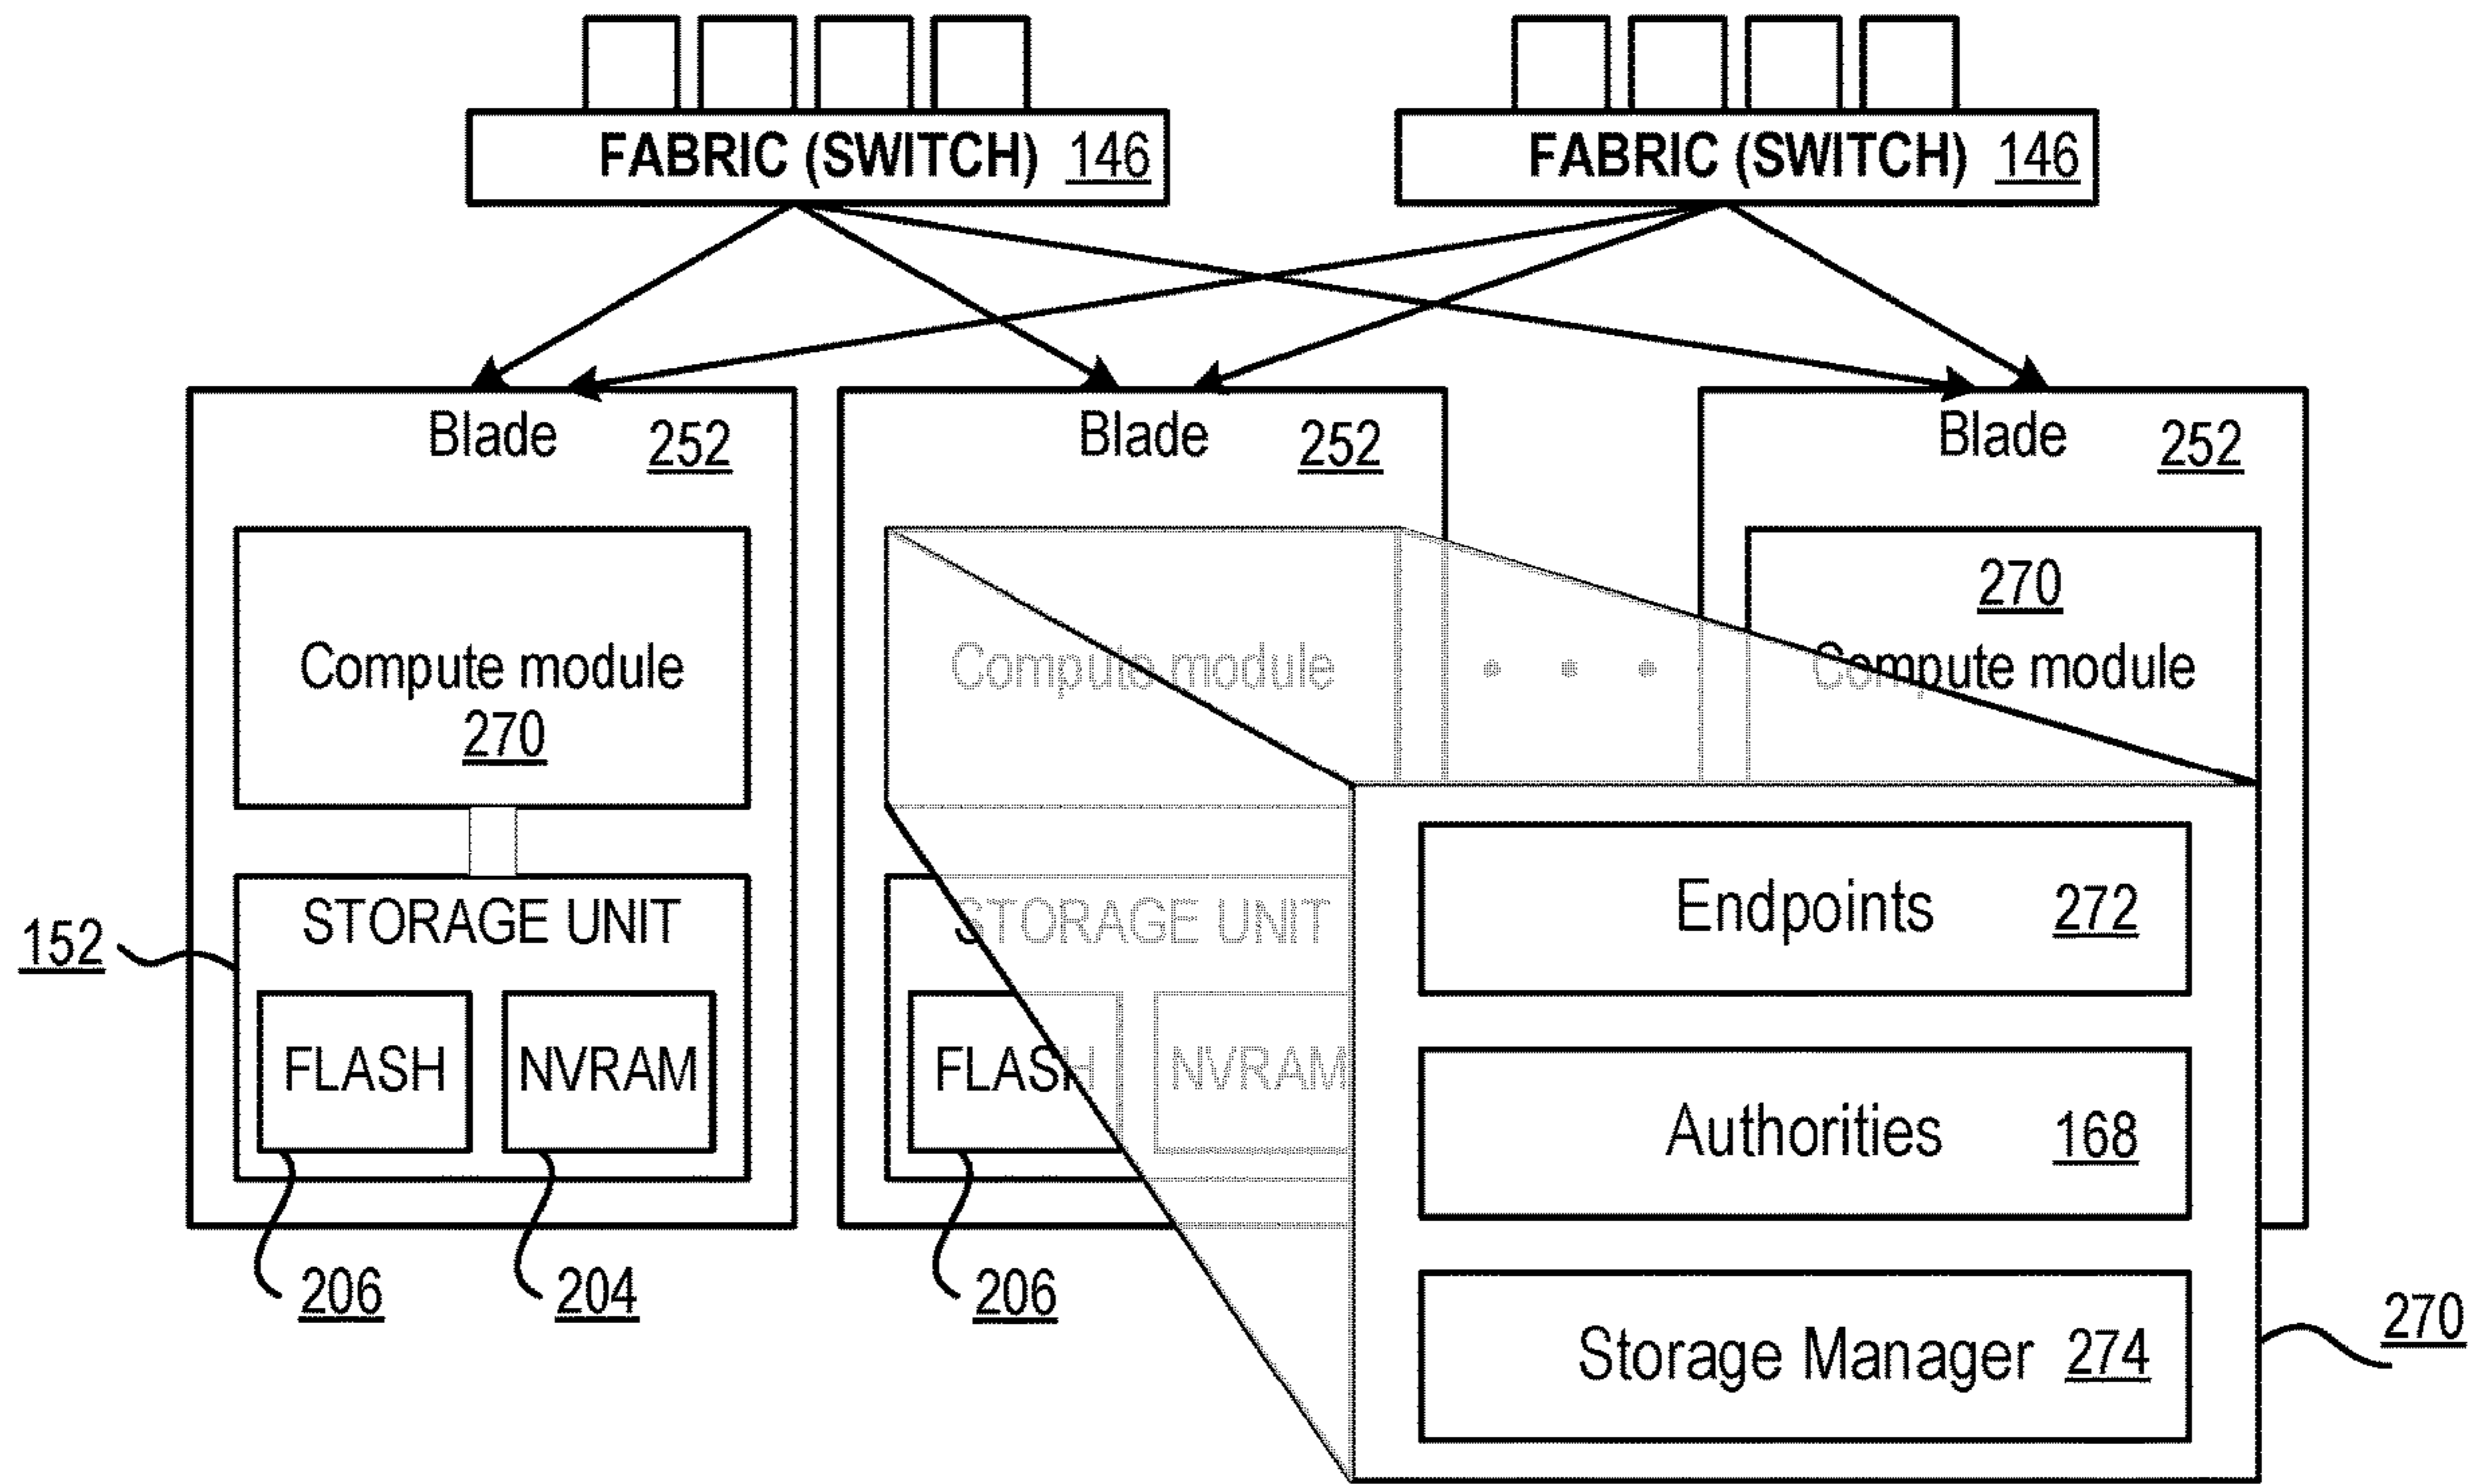 FABRIC (SWITCH) 146
FABRIC (SWITCH) 146
Blade 252
Compute module
270
STORAGE UNIT
152
FLASH
NVRAM
206
204
Blade 252
Compute module
STORAGE UNIT
FLASH
NVRAM
206
Blade 252
270
Compute module
Endpoints 272
Authorities 168
Storage Manager 274
270